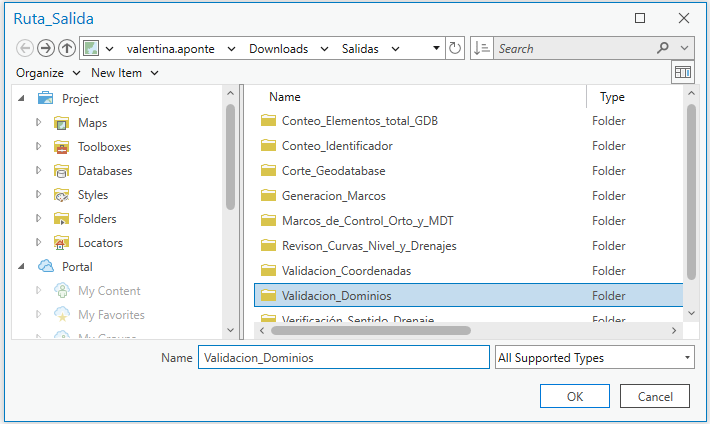 Ruta_Salida
valentina.aponte Downloads Salidas Search
Organize New Item
Project
Maps
Toolboxes
Databases
Styles
Folders
Locators
Portal
My Content
My Favorites
My Groups
Name Type
Conteo_Elementos_total_GDB Folder
Conteo_Identificador Folder
Corte_Geodatabase Folder
Generacion_Marcos Folder
Marcos_de_Control_Orto_y_MDT Folder
Revison_Curvas_Nivel_y_Drenajes Folder
Validacion_Coordenadas Folder
Validacion_Dominios Folder
Verificación_Sentido_Drenaje Folder
Name Validacion_Dominios All Supported Types
OK Cancel